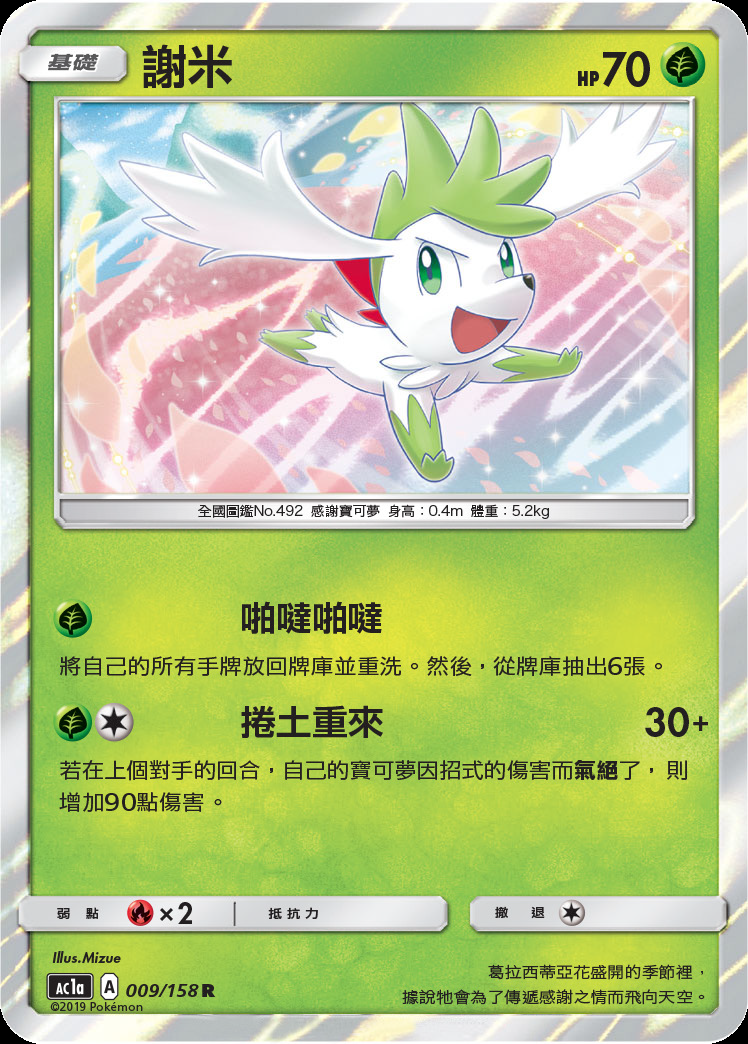 基礎 謝米 HP70
全國圖鑑No.492 感謝寶可夢 身高：0.4m 體重：5.2kg
啪噠啪噠
將自己的所有手牌放回牌庫並重洗。然後，從牌庫抽出6張。
捲土重來 30+
若在上個對手的回合，自己的寶可夢因招式的傷害而氣絕了，則
增加90點傷害。
弱點 ×2 抵抗力 撤退
Illus.Mizue
AC1a A 009/158 R
©2019 Pokémon
葛拉西蒂亞花盛開的季節裡，
據說牠會為了傳遞感謝之情而飛向天空。